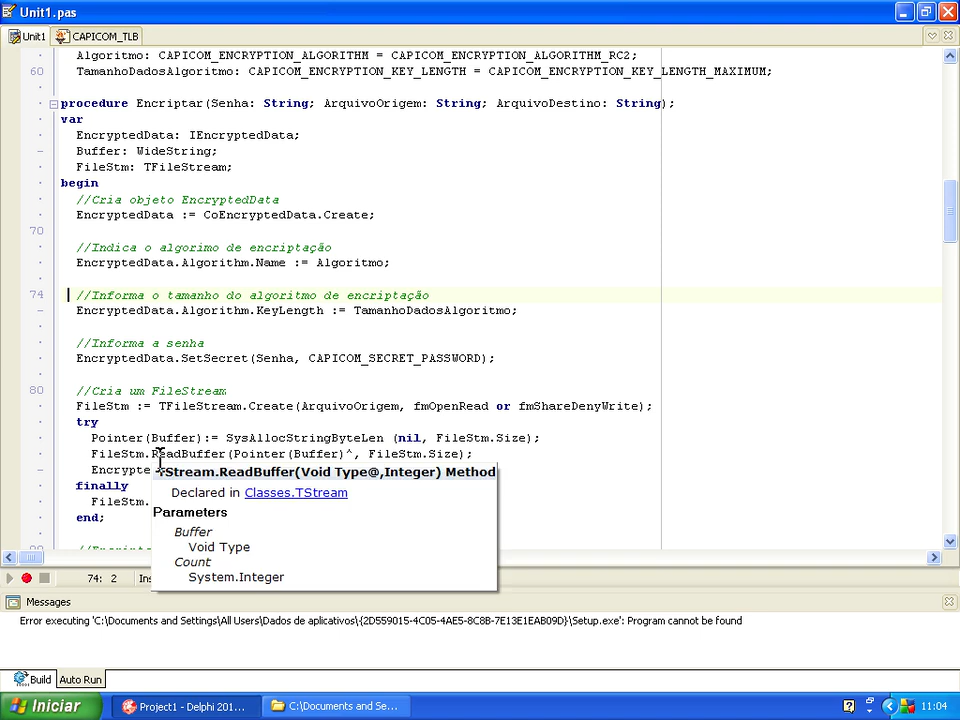 Unit1.pas
Unit1
CAPICOM_TLB
Algoritmo: CAPICOM_ENCRYPTION_ALGORITHM = CAPICOM_ENCRYPTION_ALGORITHM_RC2;
60 TamanhoDadosAlgoritmo: CAPICOM_ENCRYPTION_KEY_LENGTH = CAPICOM_ENCRYPTION_KEY_LENGTH_MAXIMUM;
procedure Encriptar(Senha: String; ArquivoOrigem: String; ArquivoDestino: String);
var
EncryptedData: IEncryptedData;
Buffer: WideString;
FileStm: TFileStream;
begin
//Cria objeto EncryptedData
EncryptedData := CoEncryptedData.Create;
70
//Indica o algorimo de encriptação
EncryptedData.Algorithm.Name := Algoritmo;
74 //Informa o tamanho do algoritmo de encriptação
EncryptedData.Algorithm.KeyLength := TamanhoDadosAlgoritmo;
//Informa a senha
EncryptedData.SetSecret(Senha, CAPICOM_SECRET_PASSWORD);
80 //Cria um FileStream
FileStm := TFileStream.Create(ArquivoOrigem, fmOpenRead or fmShareDenyWrite);
try
Pointer(Buffer):= SysAllocStringByteLen (nil, FileStm.Size);
FileStm.ReadBuffer(Pointer(Buffer)^, FileStm.Size);
Encrypte
TStream.ReadBuffer(Void Type@,Integer) Method
finally
Declared in Classes.TStream
FileStm.
Parameters
end;
Buffer
Void Type
Count
System.Integer
74: 2 Ins
Messages
Error executing 'C:\Documents and Settings\All Users\Dados de aplicativos\{2D559015-4C05-4AE5-8C8B-7E13E1EAB09D}\Setup.exe': Program cannot be found
Build Auto Run
Iniciar
Project1 - Delphi 201...
C:\Documents and Se...
11:04